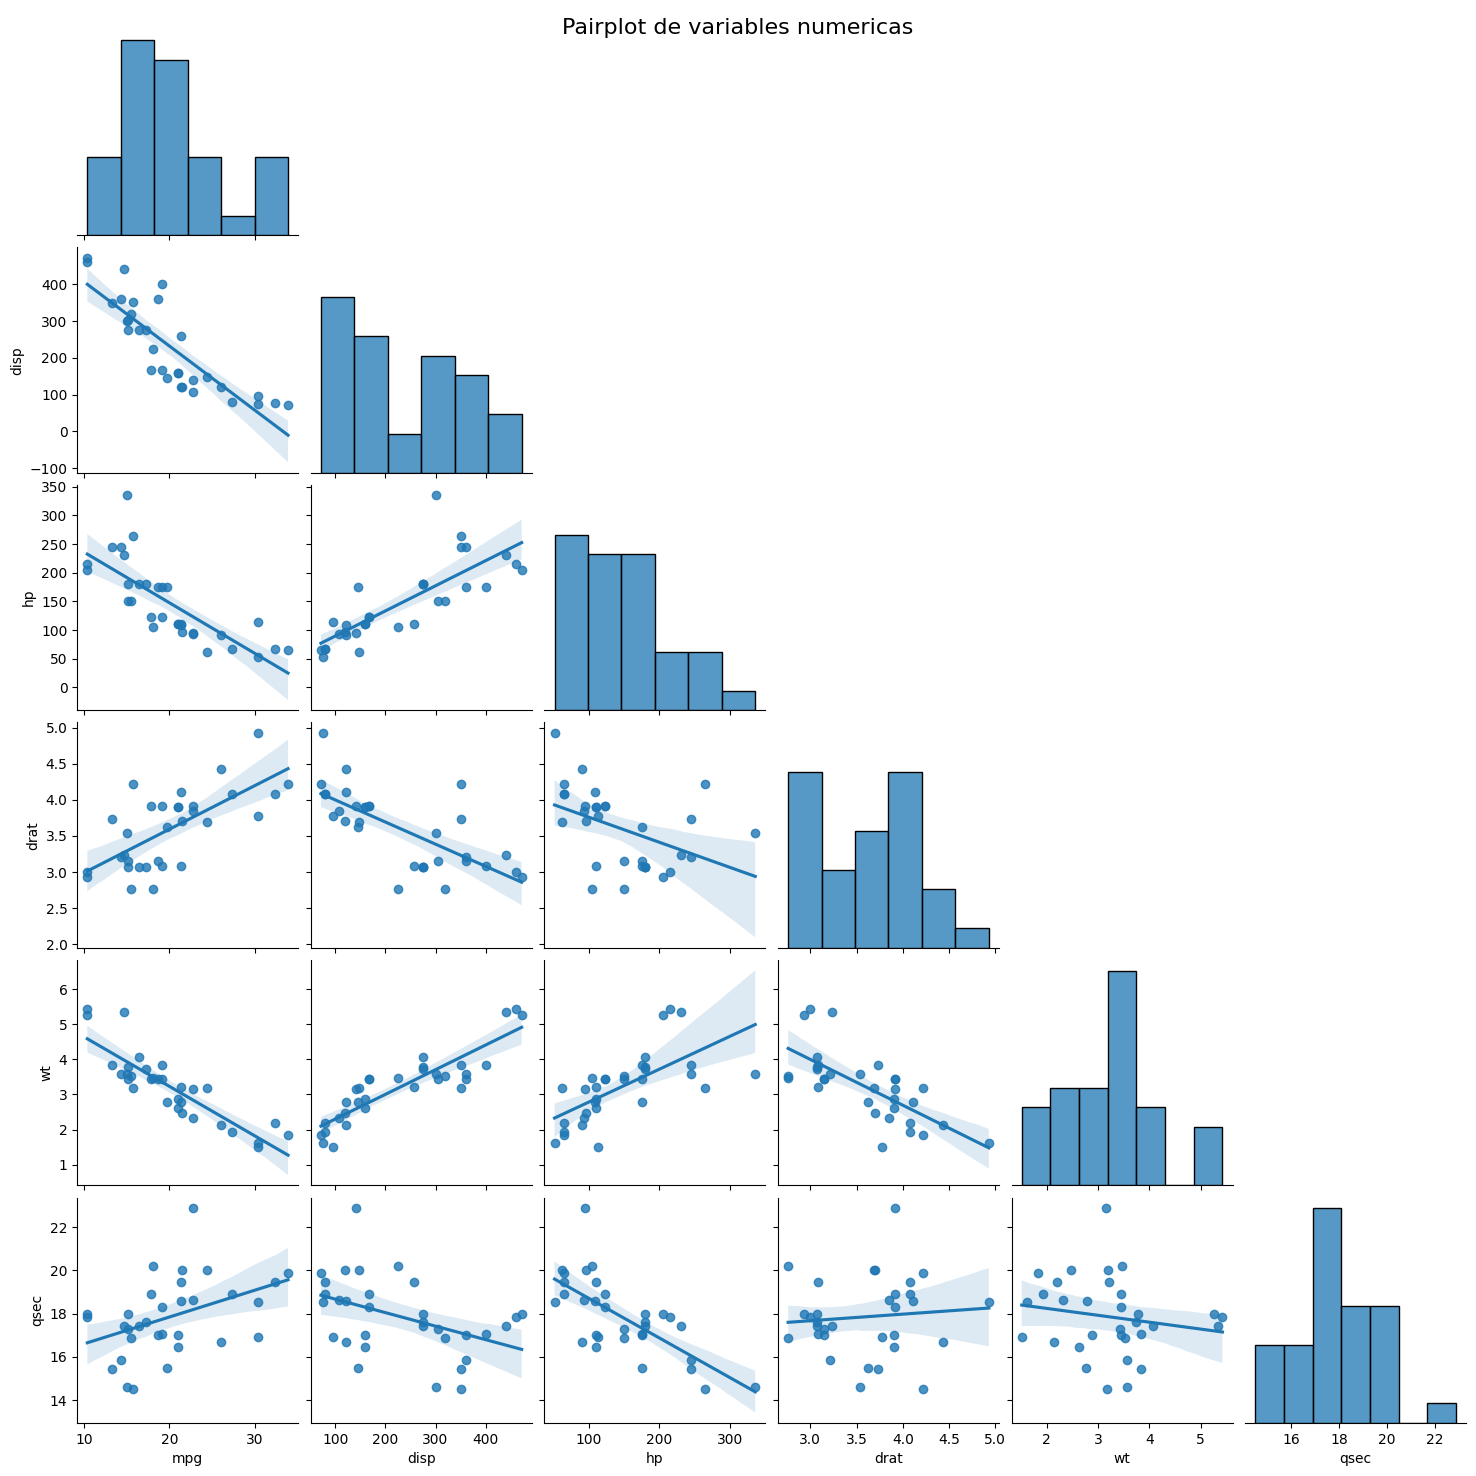 Pairplot de variables numericas
10 20 30
disp
400
300
200
100
0
−100
hp
350
300
250
200
150
100
50
0
drat
5.0
4.5
4.0
3.5
3.0
2.5
2.0
wt
6
5
4
3
2
1
qsec
22
20
18
16
14
10 20 30
100 200 300 400
100 200 300
3.0 3.5 4.0 4.5 5.0
2 3 4 5
16 18 20 22
mpg disp hp drat wt qsec